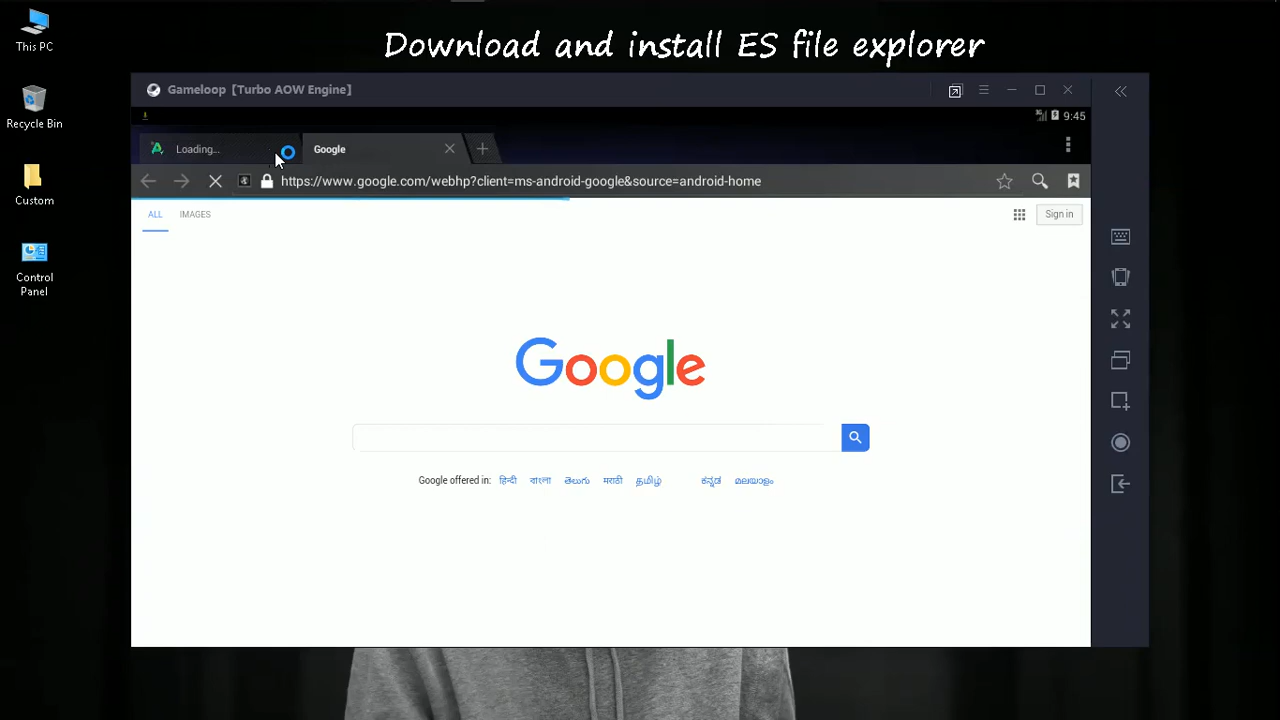 Download and install ES file explorer
This PC
Recycle Bin
Custom
Control
Panel
Gameloop [Turbo AOW Engine]
3G
9:45
Loading...
Google
https://www.google.com/webhp?client=ms-android-google&source=android-home
ALL IMAGES
Sign in
Google
Google offered in: हिन्दी বাংলা తెలుగు मराठी தமிழ் ಕನ್ನಡ മലയാളം